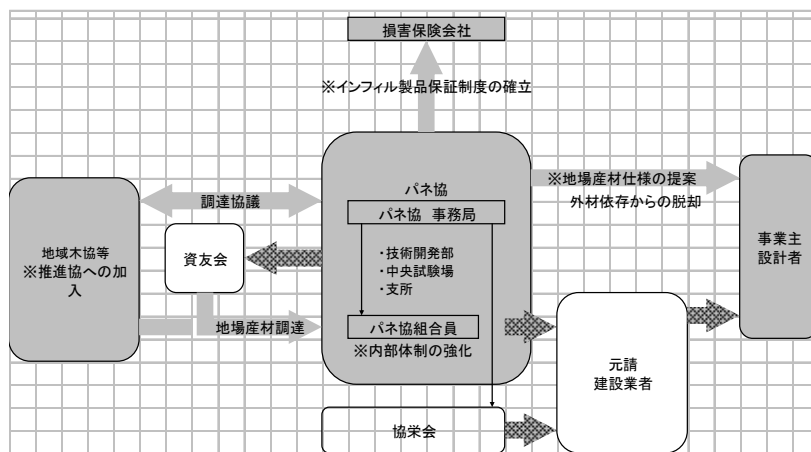 損害保険会社
※インフィル製品保証制度の確立
パネ協
パネ協 事務局
・技術開発部
・中央試験場
・支所
パネ協組合員
※内部体制の強化
調達協議
地域木協等
※推進協への加
入
資友会
地場産材調達
※地場産材仕様の提案
外材依存からの脱却
事業主
設計者
元請
建設業者
協栄会